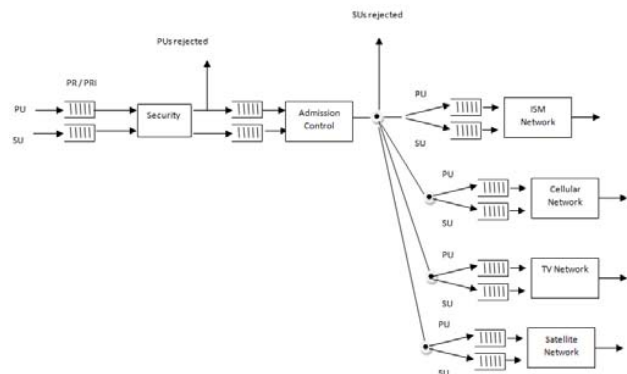 SUs rejected
PUs rejected
PR / PRI
PU
SU
Security
Admission
Control
PU
SU
ISM
Network
PU
SU
Cellular
Network
PU
SU
TV Network
PU
SU
Satellite
Network